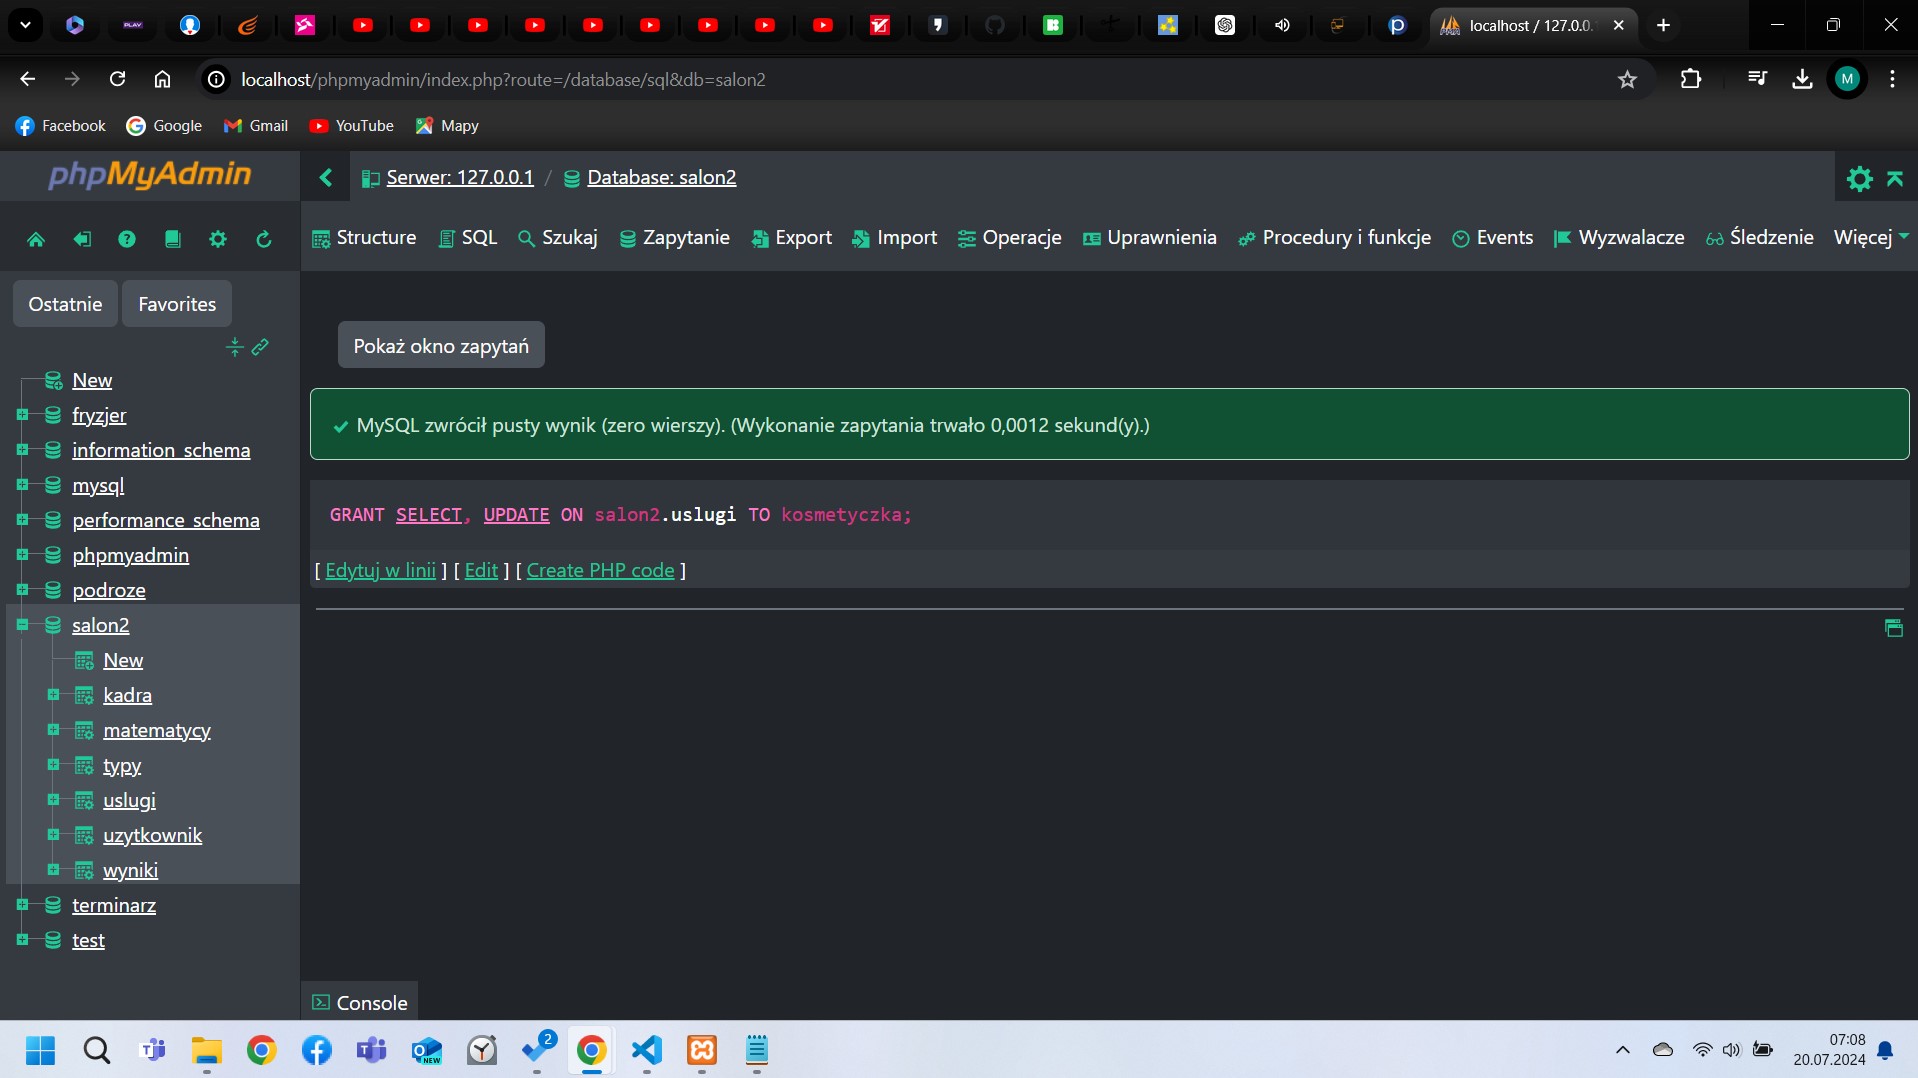 PLAY
localhost / 127.0.0.
localhost/phpmyadmin/index.php?route=/database/sql&db=salon2
M
Facebook
Google
Gmail
YouTube
Mapy
phpMyAdmin
Serwer: 127.0.0.1 / Database: salon2
Structure
SQL
Szukaj
Zapytanie
Export
Import
Operacje
Uprawnienia
Procedury i funkcje
Events
Wyzwalacze
Śledzenie
Więcej
Ostatnie
Favorites
New
fryzjer
information_schema
mysql
performance_schema
phpmyadmin
podroze
salon2
New
kadra
matematycy
typy
uslugi
uzytkownik
wyniki
terminarz
test
Pokaż okno zapytań
MySQL zwrócił pusty wynik (zero wierszy). (Wykonanie zapytania trwało 0,0012 sekund(y).)
GRANT SELECT, UPDATE ON salon2.uslugi TO kosmetyczka;
[ Edytuj w linii ] [ Edit ] [ Create PHP code ]
Console
NEW
2
07:08
20.07.2024